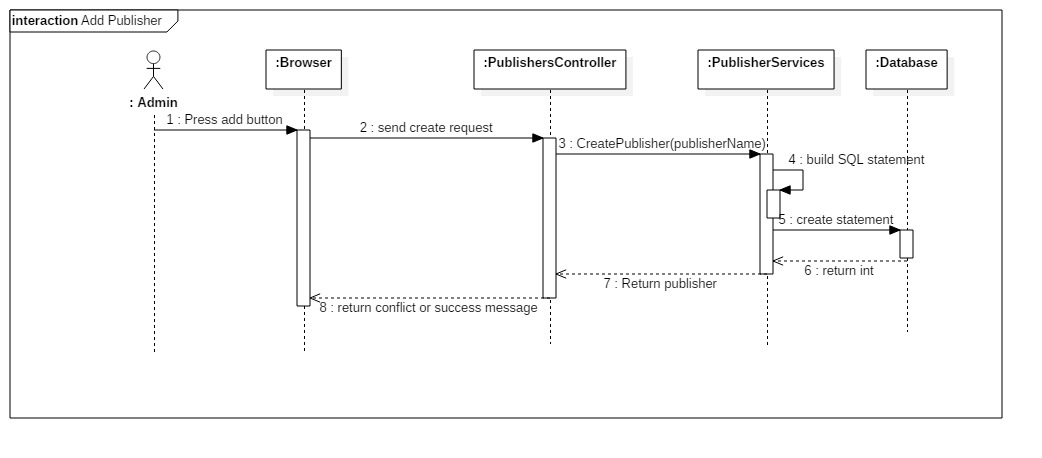 interaction Add Publisher
:Browser
:PublishersController
:PublisherServices
:Database
: Admin
1 : Press add button
2 : send create request
3 : CreatePublisher(publisherName)
4 : build SQL statement
5 : create statement
6 : return int
7 : Return publisher
8 : return conflict or success message